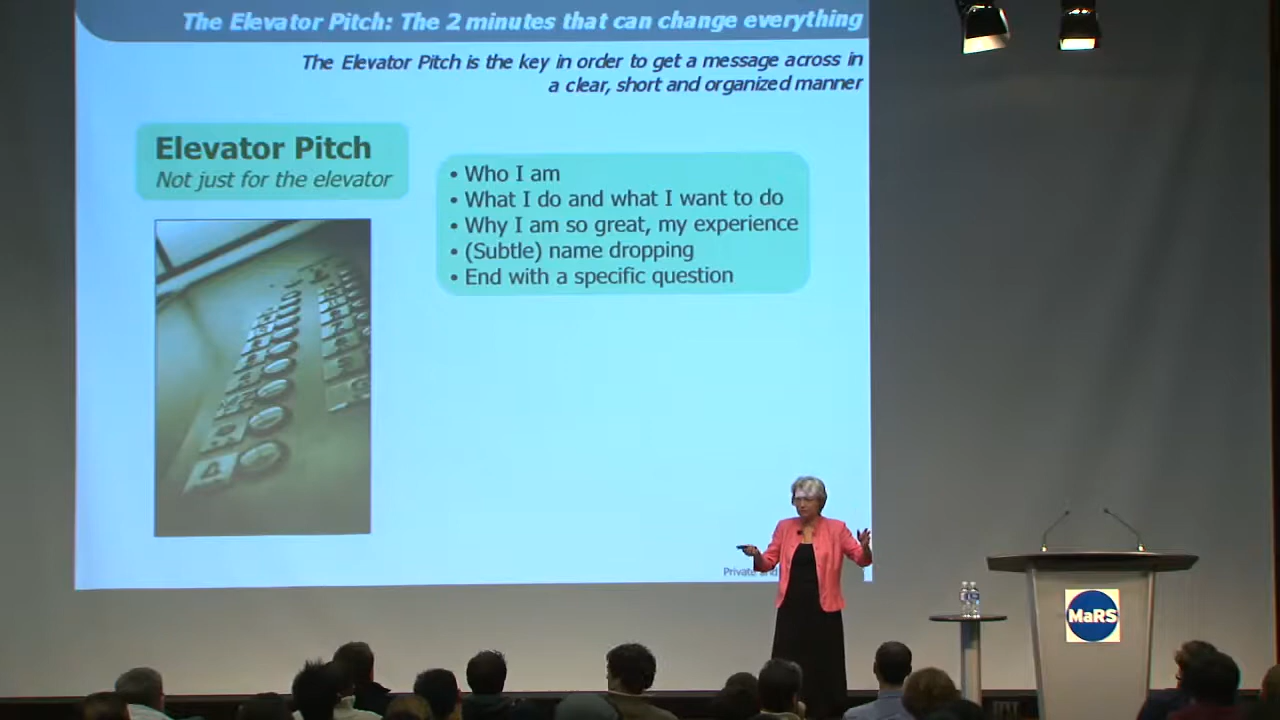 The Elevator Pitch: The 2 minutes that can change everything
The Elevator Pitch is the key in order to get a message across in
a clear, short and organized manner
Elevator Pitch
Not just for the elevator
• Who I am
• What I do and what I want to do
• Why I am so great, my experience
• (Subtle) name dropping
• End with a specific question
Private and
MaRS